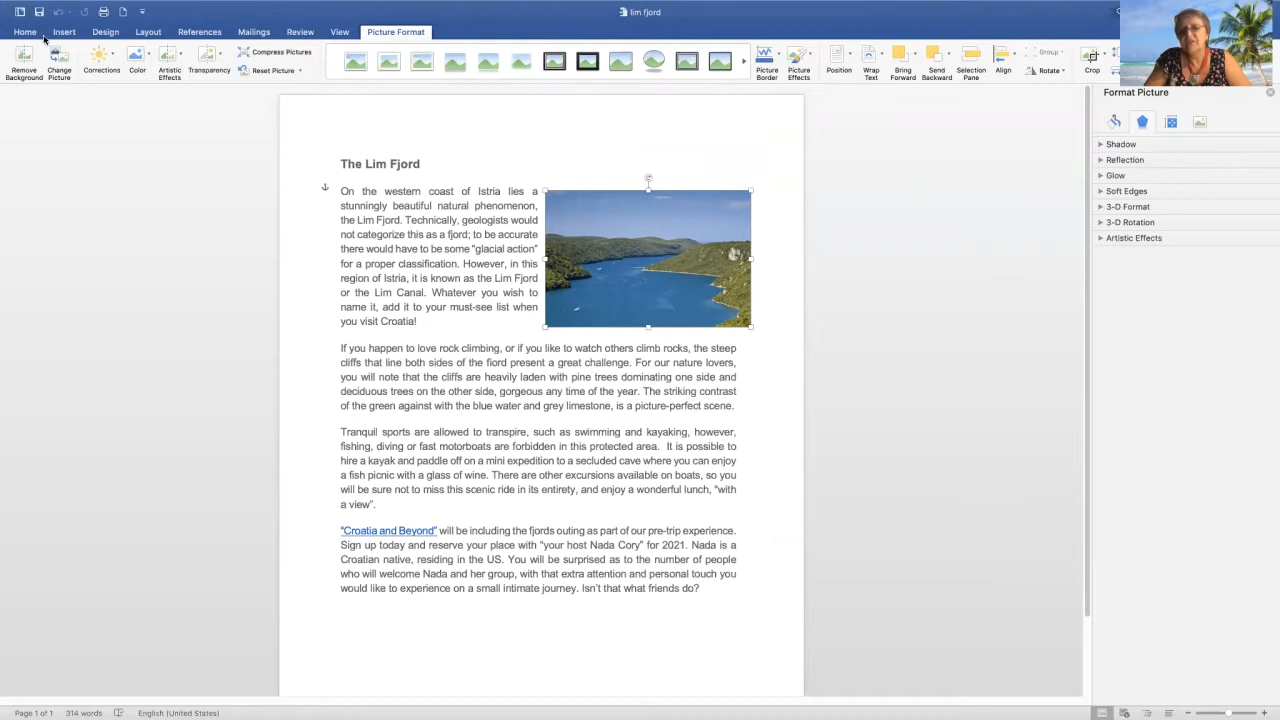 lim fjord
Home Insert Design Layout References Mailings Review View Picture Format
Remove Background
Change Picture
Corrections
Color
Artistic Effects
Transparency
Compress Pictures
Reset Picture
Picture Border
Picture Effects
Position
Wrap Text
Bring Forward
Send Backward
Selection Pane
Align
Group
Rotate
Crop
Format Picture
Shadow
Reflection
Glow
Soft Edges
3-D Format
3-D Rotation
Artistic Effects
The Lim Fjord
On the western coast of Istria lies a
stunningly beautiful natural phenomenon,
the Lim Fjord. Technically, geologists would
not categorize this as a fjord; to be accurate
there would have to be some “glacial action”
for a proper classification. However, in this
region of Istria, it is known as the Lim Fjord
or the Lim Canal. Whatever you wish to
name it, add it to your must-see list when
you visit Croatia!
If you happen to love rock climbing, or if you like to watch others climb rocks, the steep
cliffs that line both sides of the fiord present a great challenge. For our nature lovers,
you will note that the cliffs are heavily laden with pine trees dominating one side and
deciduous trees on the other side, gorgeous any time of the year. The striking contrast
of the green against with the blue water and grey limestone, is a picture-perfect scene.
Tranquil sports are allowed to transpire, such as swimming and kayaking, however,
fishing, diving or fast motorboats are forbidden in this protected area. It is possible to
hire a kayak and paddle off on a mini expedition to a secluded cave where you can enjoy
a fish picnic with a glass of wine. There are other excursions available on boats, so you
will be sure not to miss this scenic ride in its entirety, and enjoy a wonderful lunch, “with
a view”.
“Croatia and Beyond” will be including the fjords outing as part of our pre-trip experience.
Sign up today and reserve your place with “your host Nada Cory” for 2021. Nada is a
Croatian native, residing in the US. You will be surprised as to the number of people
who will welcome Nada and her group, with that extra attention and personal touch you
would like to experience on a small intimate journey. Isn’t that what friends do?
Page 1 of 1 314 words English (United States)